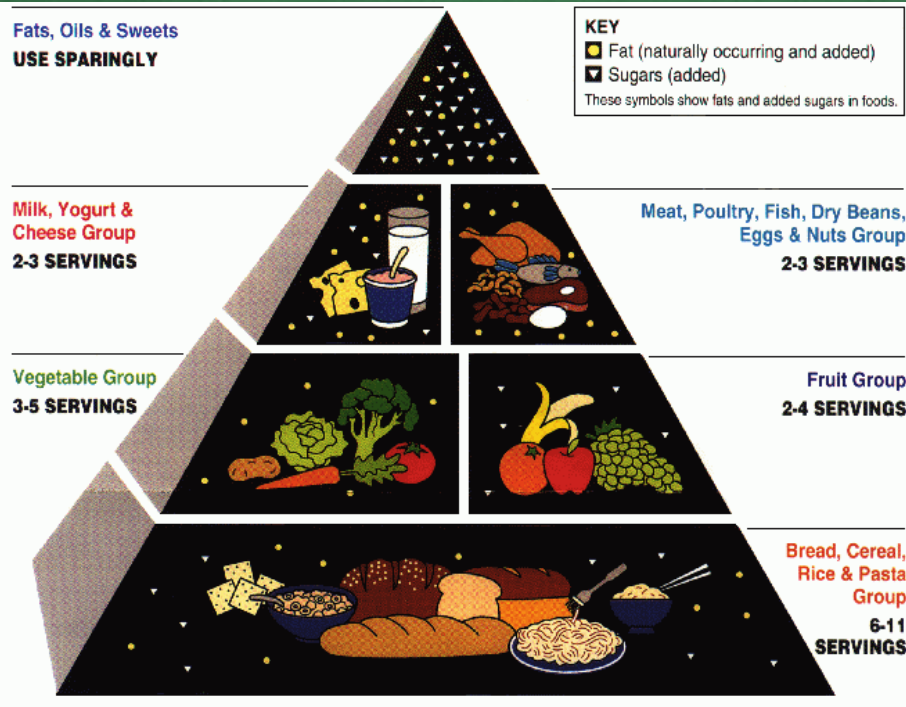 Fats, Oils & Sweets
USE SPARINGLY
KEY
Fat (naturally occurring and added)
Sugars (added)
These symbols show fats and added sugars in foods.
Milk, Yogurt &
Cheese Group
2-3 SERVINGS
Meat, Poultry, Fish, Dry Beans,
Eggs & Nuts Group
2-3 SERVINGS
Vegetable Group
3-5 SERVINGS
Fruit Group
2-4 SERVINGS
Bread, Cereal,
Rice & Pasta
Group
6-11
SERVINGS